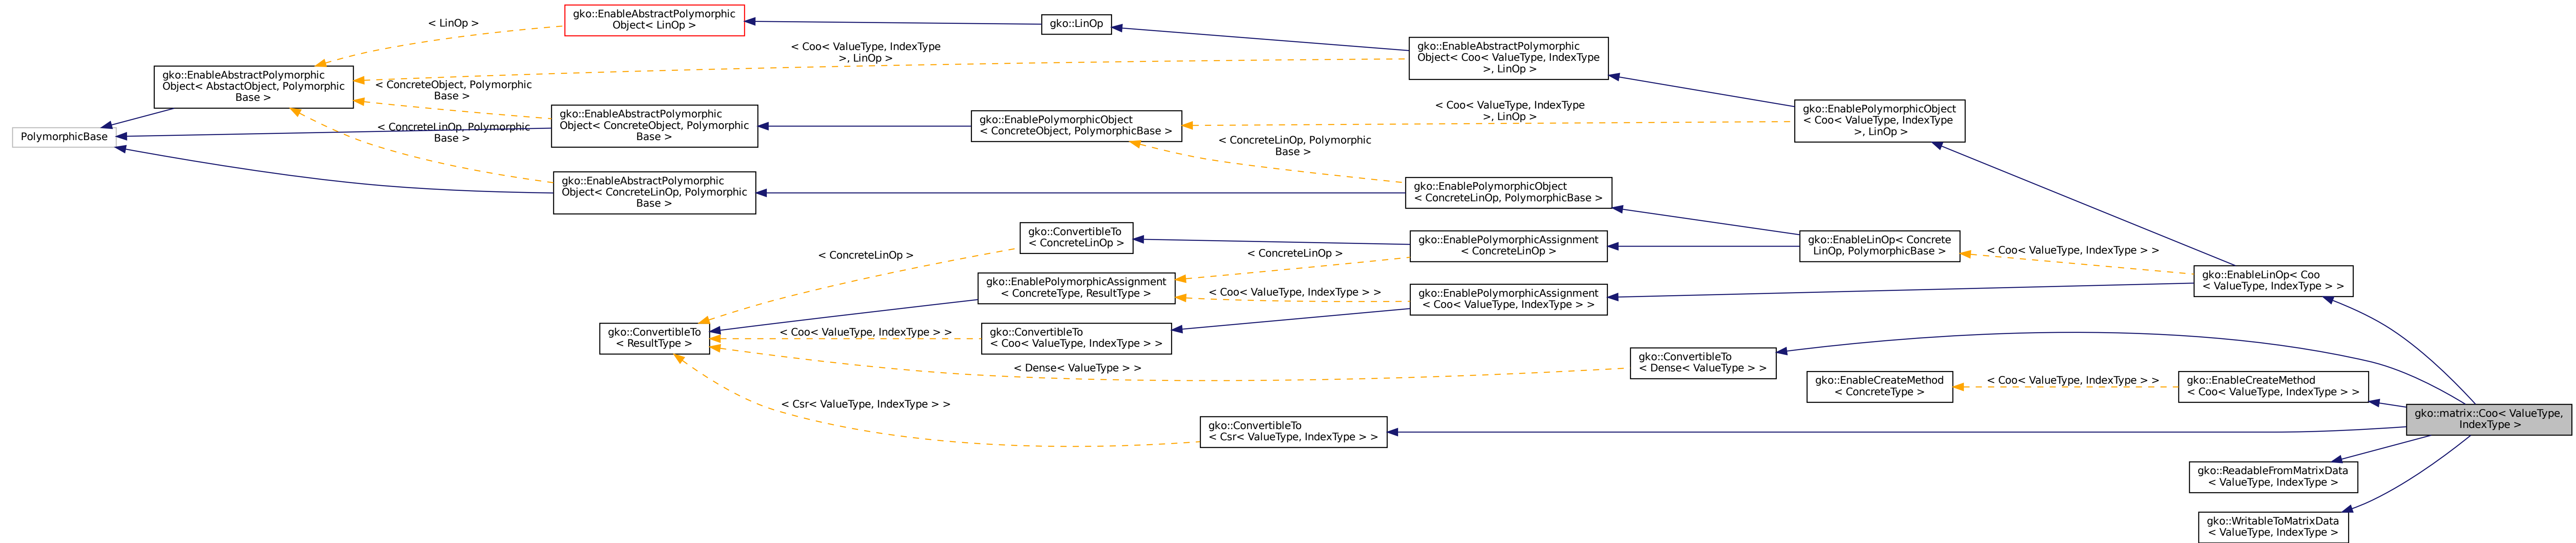 gko::EnableAbstractPolymorphic
Object< LinOp >
< LinOp >
gko::LinOp
< Coo< ValueType, IndexType
>, LinOp >
gko::EnableAbstractPolymorphic
Object< Coo< ValueType, IndexType
>, LinOp >
gko::EnableAbstractPolymorphic
Object< AbstactObject, Polymorphic
Base >
< ConcreteObject, Polymorphic
Base >
gko::EnableAbstractPolymorphic
Object< ConcreteObject, Polymorphic
Base >
gko::EnablePolymorphicObject
< ConcreteObject, PolymorphicBase >
< Coo< ValueType, IndexType
>, LinOp >
gko::EnablePolymorphicObject
< Coo< ValueType, IndexType
>, LinOp >
PolymorphicBase
< ConcreteLinOp, Polymorphic
Base >
< ConcreteLinOp, Polymorphic
Base >
gko::EnableAbstractPolymorphic
Object< ConcreteLinOp, Polymorphic
Base >
gko::EnablePolymorphicObject
< ConcreteLinOp, PolymorphicBase >
gko::ConvertibleTo
< ConcreteLinOp >
gko::EnablePolymorphicAssignment
< ConcreteLinOp >
gko::EnableLinOp< Concrete
LinOp, PolymorphicBase >
< Coo< ValueType, IndexType > >
< ConcreteLinOp >
< ConcreteLinOp >
gko::EnableLinOp< Coo
< ValueType, IndexType > >
gko::EnablePolymorphicAssignment
< ConcreteType, ResultType >
< Coo< ValueType, IndexType > >
gko::EnablePolymorphicAssignment
< Coo< ValueType, IndexType > >
gko::ConvertibleTo
< ResultType >
< Coo< ValueType, IndexType > >
gko::ConvertibleTo
< Coo< ValueType, IndexType > >
< Dense< ValueType > >
gko::ConvertibleTo
< Dense< ValueType > >
gko::EnableCreateMethod
< ConcreteType >
< Coo< ValueType, IndexType > >
gko::EnableCreateMethod
< Coo< ValueType, IndexType > >
< Csr< ValueType, IndexType > >
gko::ConvertibleTo
< Csr< ValueType, IndexType > >
gko::matrix::Coo< ValueType,
IndexType >
gko::ReadableFromMatrixData
< ValueType, IndexType >
gko::WritableToMatrixData
< ValueType, IndexType >